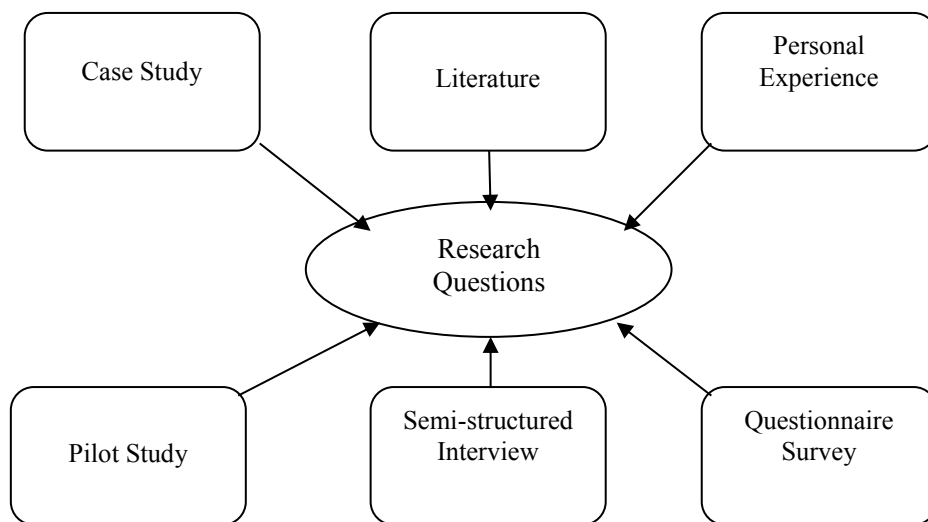 Case Study
Literature
Personal
Experience
Research
Questions
Pilot Study
Semi-structured
Interview
Questionnaire
Survey